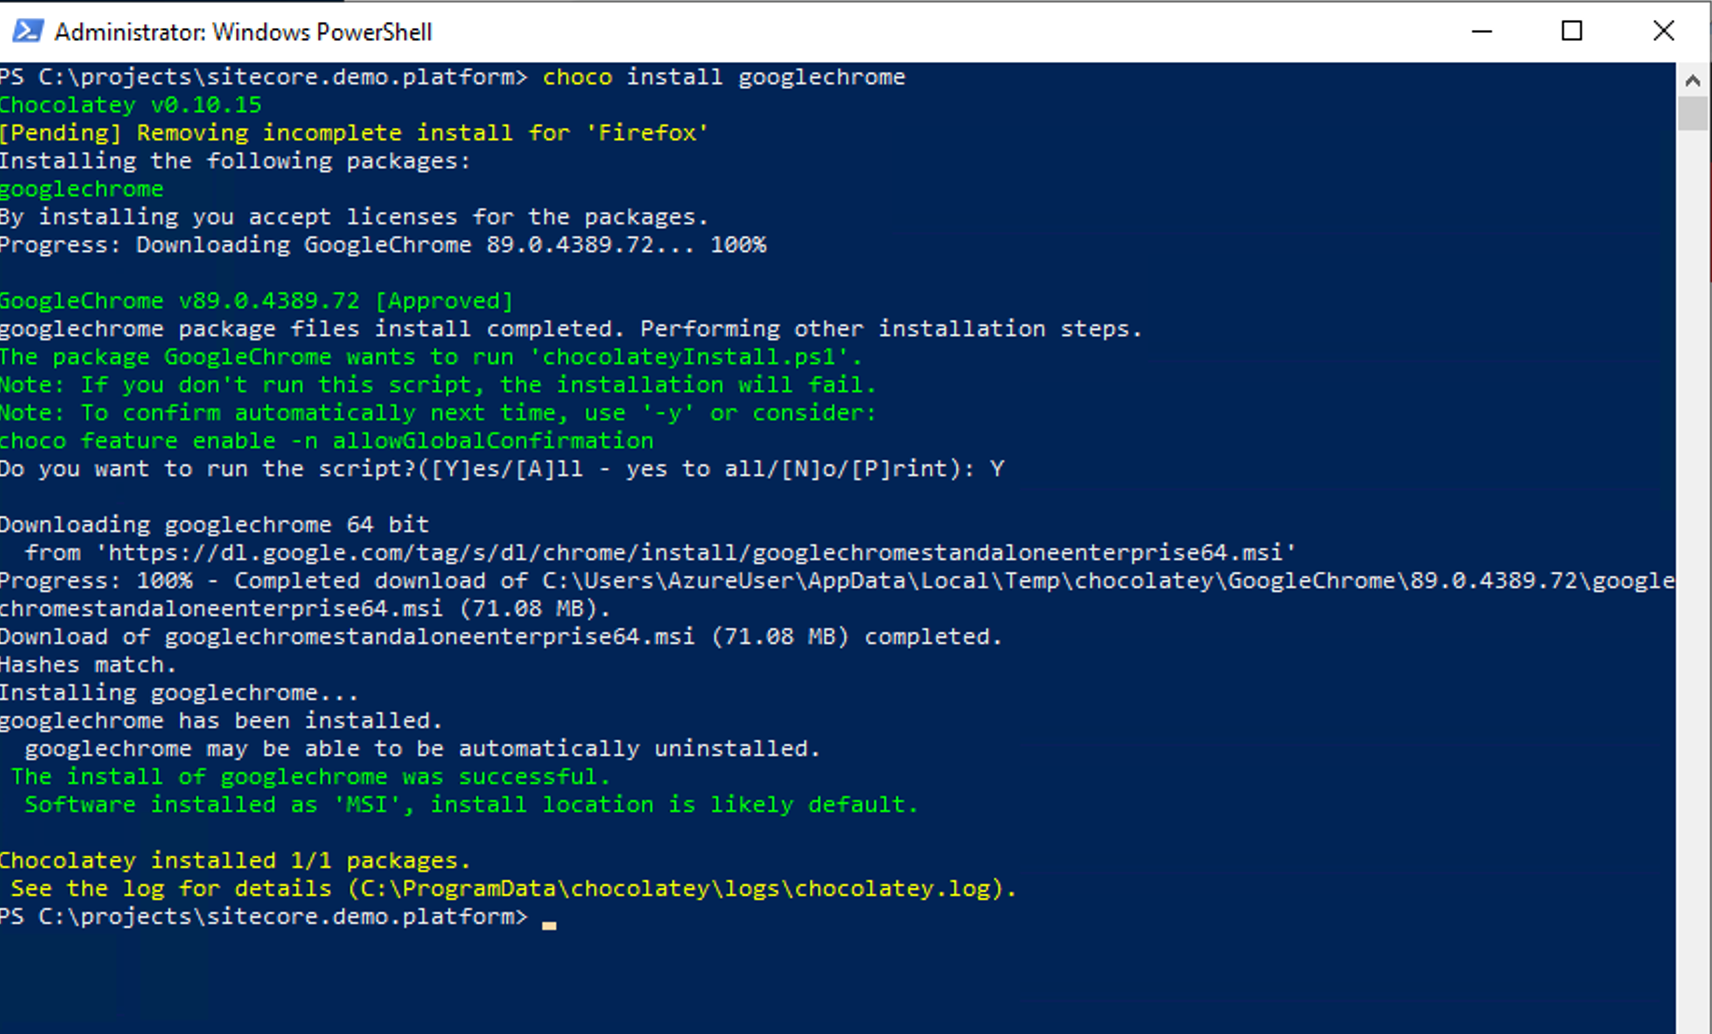 Administrator: Windows PowerShell
PS C:\projects\sitecore.demo.platform> choco install googlechrome
Chocolatey v0.10.15
[Pending] Removing incomplete install for 'Firefox'
Installing the following packages:
googlechrome
By installing you accept licenses for the packages.
Progress: Downloading GoogleChrome 89.0.4389.72... 100%
GoogleChrome v89.0.4389.72 [Approved]
googlechrome package files install completed. Performing other installation steps.
The package GoogleChrome wants to run 'chocolateyInstall.ps1'.
Note: If you don't run this script, the installation will fail.
Note: To confirm automatically next time, use '-y' or consider:
choco feature enable -n allowGlobalConfirmation
Do you want to run the script?([Y]es/[A]ll - yes to all/[N]o/[P]rint): Y
Downloading googlechrome 64 bit
  from 'https://dl.google.com/tag/s/dl/chrome/install/googlechromestandaloneenterprise64.msi'
Progress: 100% - Completed download of C:\Users\AzureUser\AppData\Local\Temp\chocolatey\GoogleChrome\89.0.4389.72\google
chromestandaloneenterprise64.msi (71.08 MB).
Download of googlechromestandaloneenterprise64.msi (71.08 MB) completed.
Hashes match.
Installing googlechrome...
googlechrome has been installed.
  googlechrome may be able to be automatically uninstalled.
 The install of googlechrome was successful.
  Software installed as 'MSI', install location is likely default.
Chocolatey installed 1/1 packages.
 See the log for details (C:\ProgramData\chocolatey\logs\chocolatey.log).
PS C:\projects\sitecore.demo.platform>